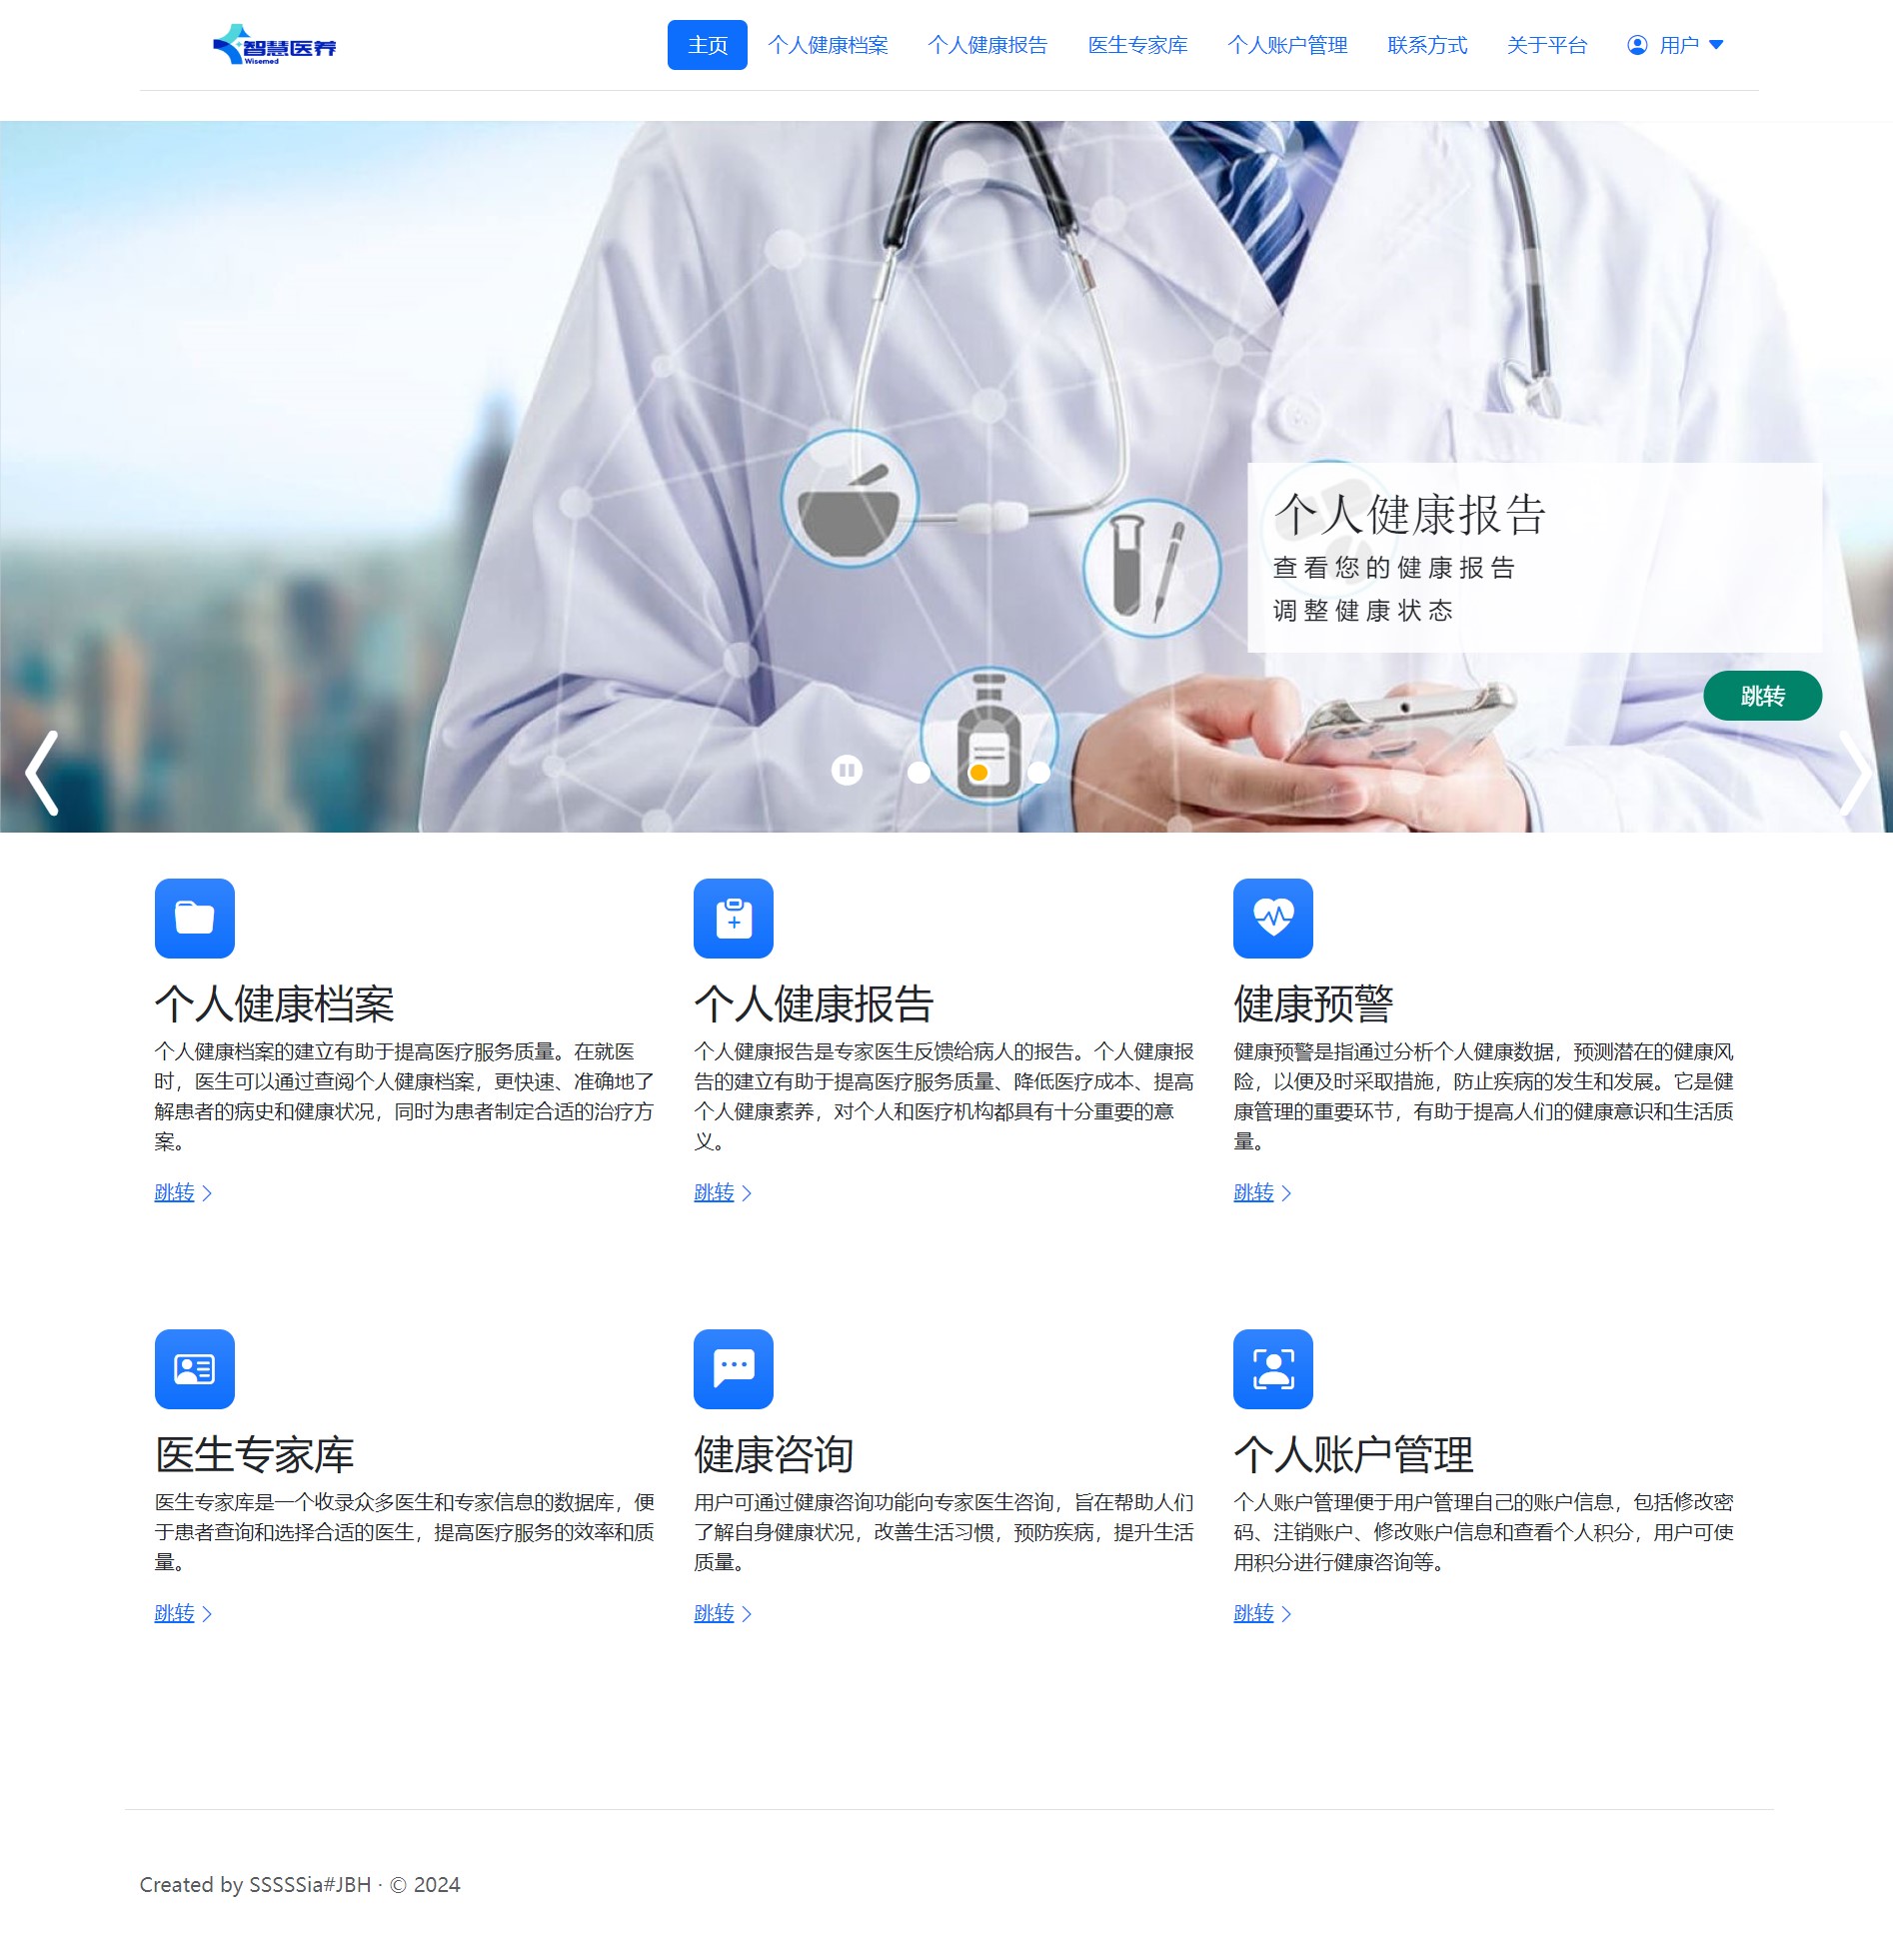 智慧医养
Wisemed
主页 个人健康档案 个人健康报告 医生专家库 个人账户管理 联系方式 关于平台 用户
个人健康报告
查看您的健康报告
调整健康状态
跳转
个人健康档案
个人健康档案的建立有助于提高医疗服务质量。在就医
时，医生可以通过查阅个人健康档案，更快速、准确地了
解患者的病史和健康状况，同时为患者制定合适的治疗方
案。
跳转
个人健康报告
个人健康报告是专家医生反馈给病人的报告。个人健康报
告的建立有助于提高医疗服务质量、降低医疗成本、提高
个人健康素养，对个人和医疗机构都具有十分重要的意
义。
跳转
健康预警
健康预警是指通过分析个人健康数据，预测潜在的健康风
险，以便及时采取措施，防止疾病的发生和发展。它是健
康管理的重要环节，有助于提高人们的健康意识和生活质
量。
跳转
医生专家库
医生专家库是一个收录众多医生和专家信息的数据库，便
于患者查询和选择合适的医生，提高医疗服务的效率和质
量。
跳转
健康咨询
用户可通过健康咨询功能向专家医生咨询，旨在帮助人们
了解自身健康状况，改善生活习惯，预防疾病，提升生活
质量。
跳转
个人账户管理
个人账户管理便于用户管理自己的账户信息，包括修改密
码、注销账户、修改账户信息和查看个人积分，用户可使
用积分进行健康咨询等。
跳转
Created by SSSSSia#JBH · © 2024